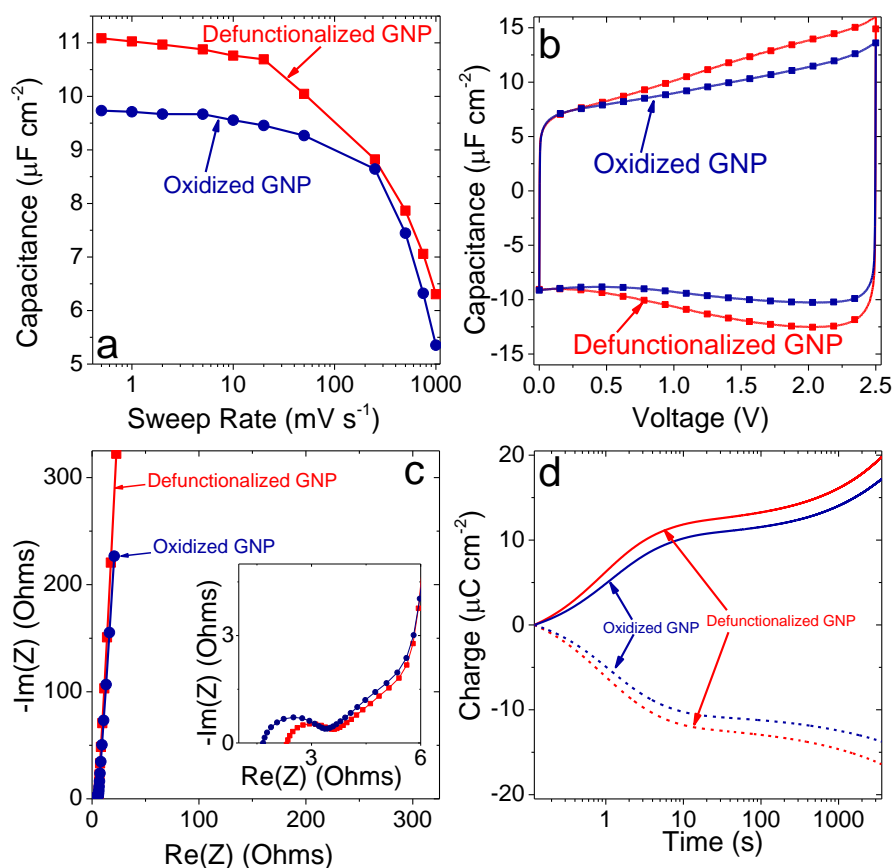 a
Capacitance (µF cm-2)
11
10
9
8
7
6
5
Defunctionalized GNP
Oxidized GNP
1
10
100
1000
Sweep Rate (mV s-1)
b
Capacitance (µF cm-2)
15
10
5
0
-5
-10
-15
Oxidized GNP
Defunctionalized GNP
0.0
0.5
1.0
1.5
2.0
2.5
Voltage (V)
c
-Im(Z) (Ohms)
300
200
100
0
Defunctionalized GNP
Oxidized GNP
-Im(Z) (Ohms)
3
0
3
6
Re(Z) (Ohms)
0
100
200
300
Re(Z) (Ohms)
d
Charge (µC cm-2)
20
10
0
-10
-20
Oxidized GNP
Defunctionalized GNP
1
10
100
1000
Time (s)